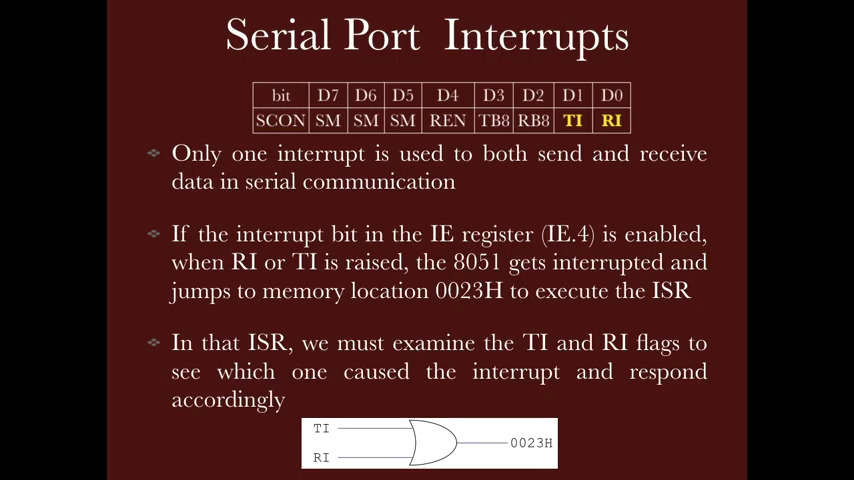 Serial Port Interrupts
bit D7 D6 D5 D4 D3 D2 D1 D0
SCON SM SM SM REN TB8 RB8 TI RI
Only one interrupt is used to both send and receive
data in serial communication
If the interrupt bit in the IE register (IE.4) is enabled,
when RI or TI is raised, the 8051 gets interrupted and
jumps to memory location 0023H to execute the ISR
In that ISR, we must examine the TI and RI flags to
see which one caused the interrupt and respond
accordingly
TI
0023H
RI